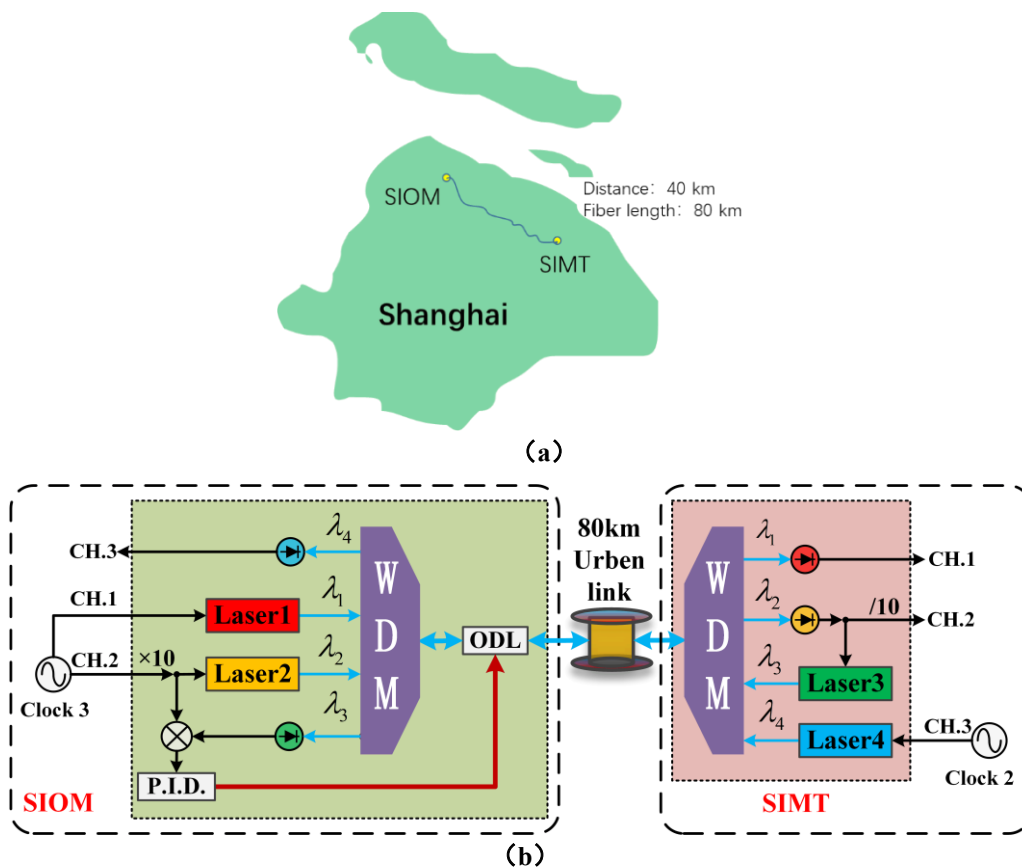 SIOM
Distance: 40 km
Fiber length: 80 km
SIMT
Shanghai
(a)
λ4
CH.3
CH.1
Laser1
λ1
CH.2
×10
Laser2
λ2
Clock 3
λ3
P.I.D.
SIOM
W
D
M
ODL
80km
Urben
link
W
D
M
λ1
CH.1
λ2
/10
CH.2
λ3
Laser3
λ4
Laser4
CH.3
Clock 2
SIMT
(b)